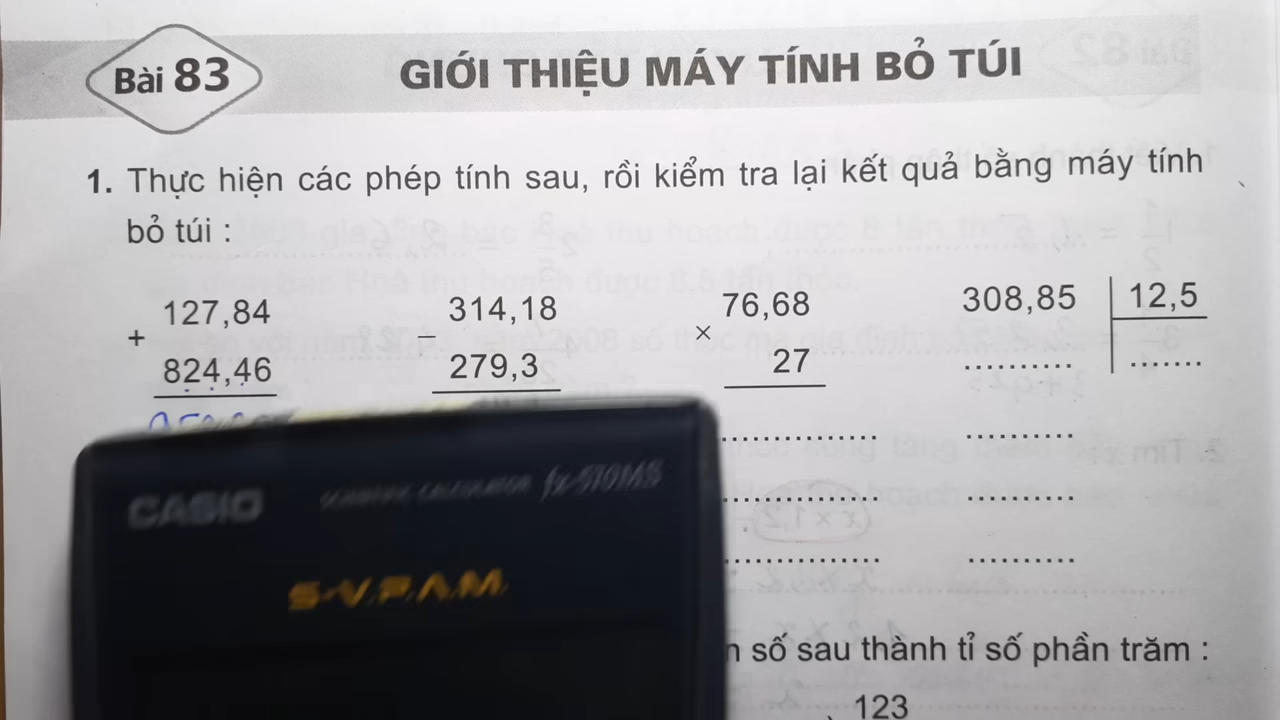 Bài 83
GIỚI THIỆU MÁY TÍNH BỎ TÚI
1. Thực hiện các phép tính sau, rồi kiểm tra lại kết quả bằng máy tính
bỏ túi :
127,84
+
824,46
314,18
−
279,3
76,68
×
27
308,85 12,5
CASIO
SCIENTIFIC CALCULATOR fx-570MS
S-V.P.A.M.
số sau thành tỉ số phần trăm :
123